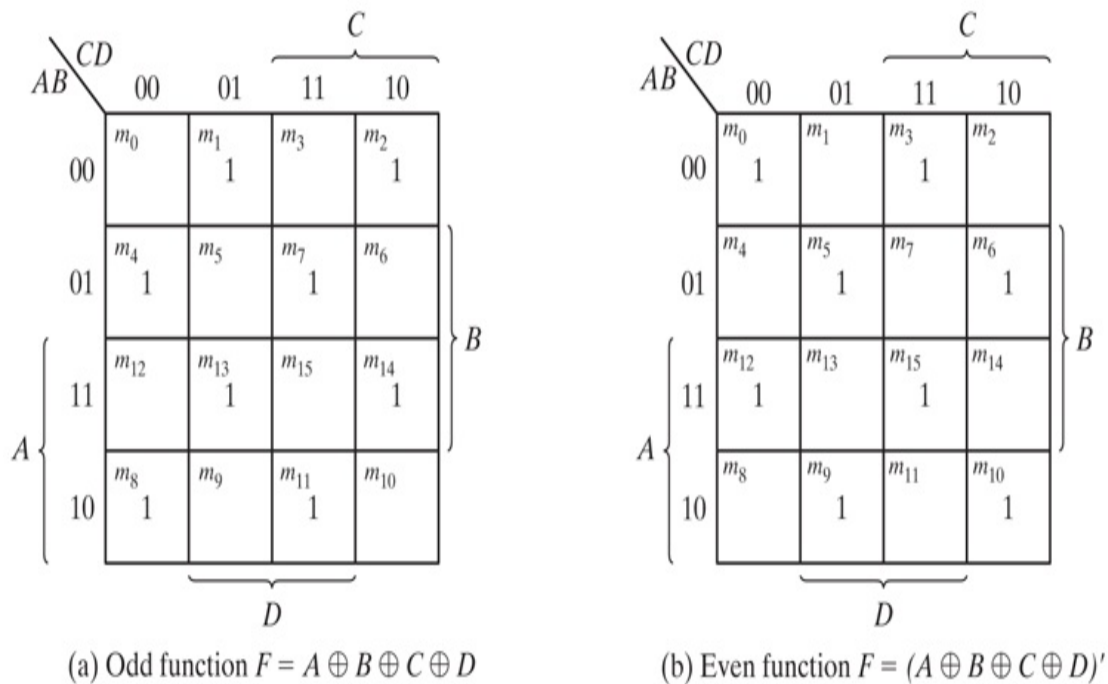 C C
CD CD
AB 00 01 11 10 AB 00 01 11 10
m₀ m₁ m₃ m₂ m₀ m₁ m₃ m₂
00 1 1 00 1 1
m₄ m₅ m₇ m₆ m₄ m₅ m₇ m₆
01 1 1 01 1 1
B B
m₁₂ m₁₃ m₁₅ m₁₄ m₁₂ m₁₃ m₁₅ m₁₄
11 1 1 11 1 1
A A
m₈ m₉ m₁₁ m₁₀ m₈ m₉ m₁₁ m₁₀
10 1 1 10 1 1
D D
(a) Odd function F = A ⊕ B ⊕ C ⊕ D (b) Even function F = (A ⊕ B ⊕ C ⊕ D)′